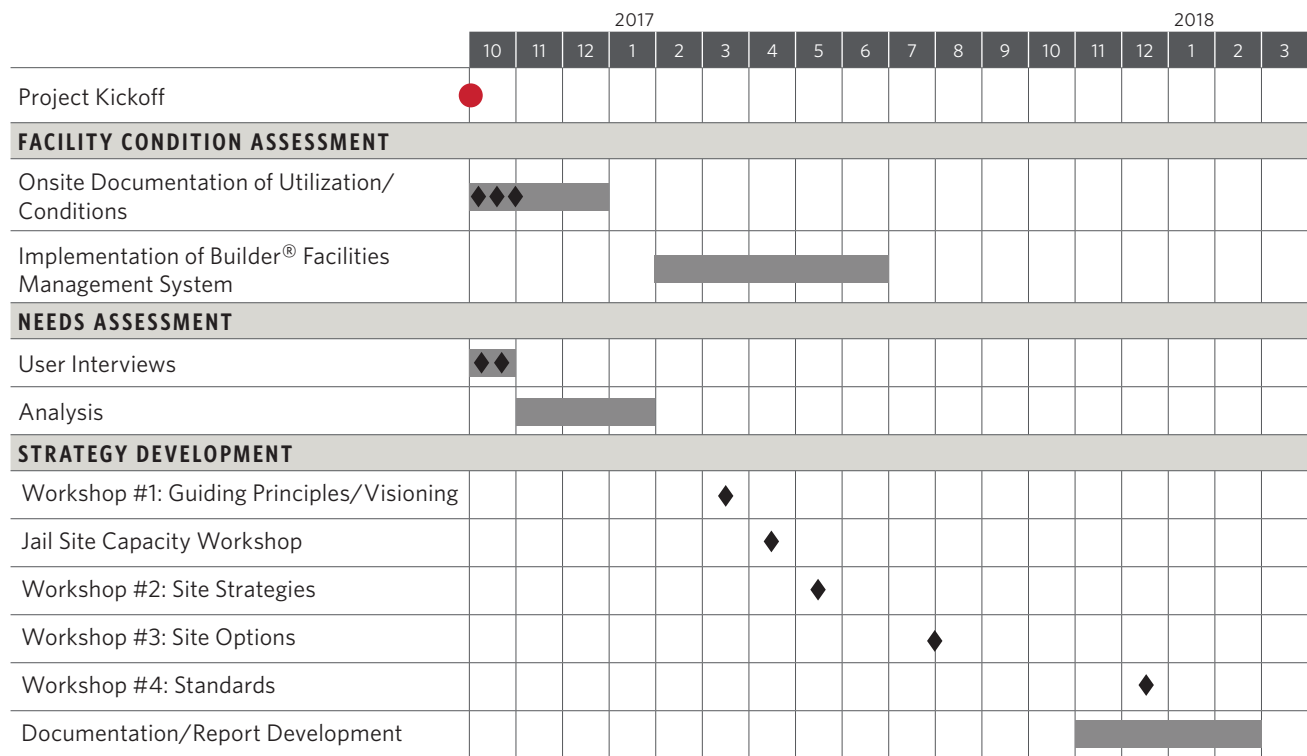 2017 2018
10 11 12 1 2 3 4 5 6 7 8 9 10 11 12 1 2 3
Project Kickoff
FACILITY CONDITION ASSESSMENT
Onsite Documentation of Utilization/
Conditions
Implementation of Builder® Facilities
Management System
NEEDS ASSESSMENT
User Interviews
Analysis
STRATEGY DEVELOPMENT
Workshop #1: Guiding Principles/Visioning
Jail Site Capacity Workshop
Workshop #2: Site Strategies
Workshop #3: Site Options
Workshop #4: Standards
Documentation/Report Development